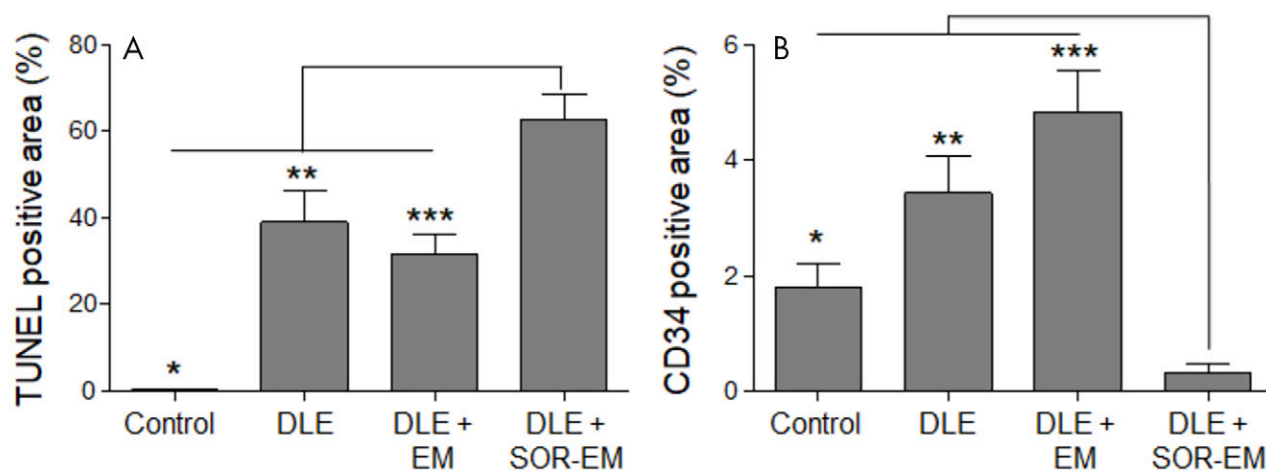 A
TUNEL positive area (%)
80
60
40
20
0
*
**
***
Control
DLE
DLE +
EM
DLE +
SOR-EM
B
CD34 positive area (%)
6
4
2
0
*
**
***
Control
DLE
DLE +
EM
DLE +
SOR-EM